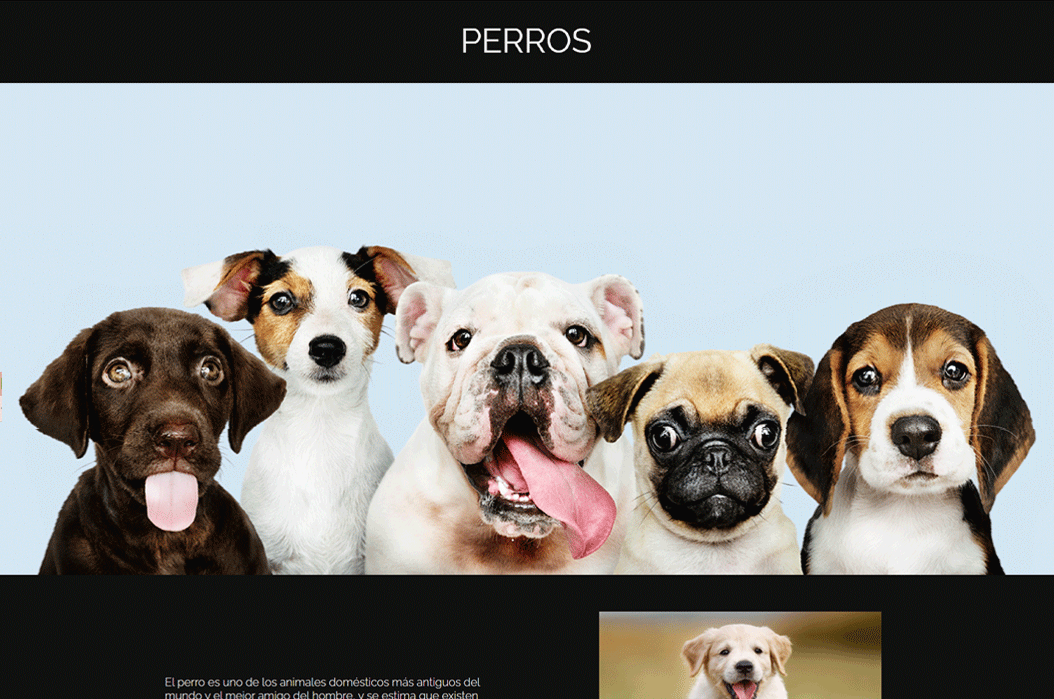 PERROS
El perro es uno de los animales domésticos más antiguos del
mundo y el mejor amigo del hombre, y se estima que existen